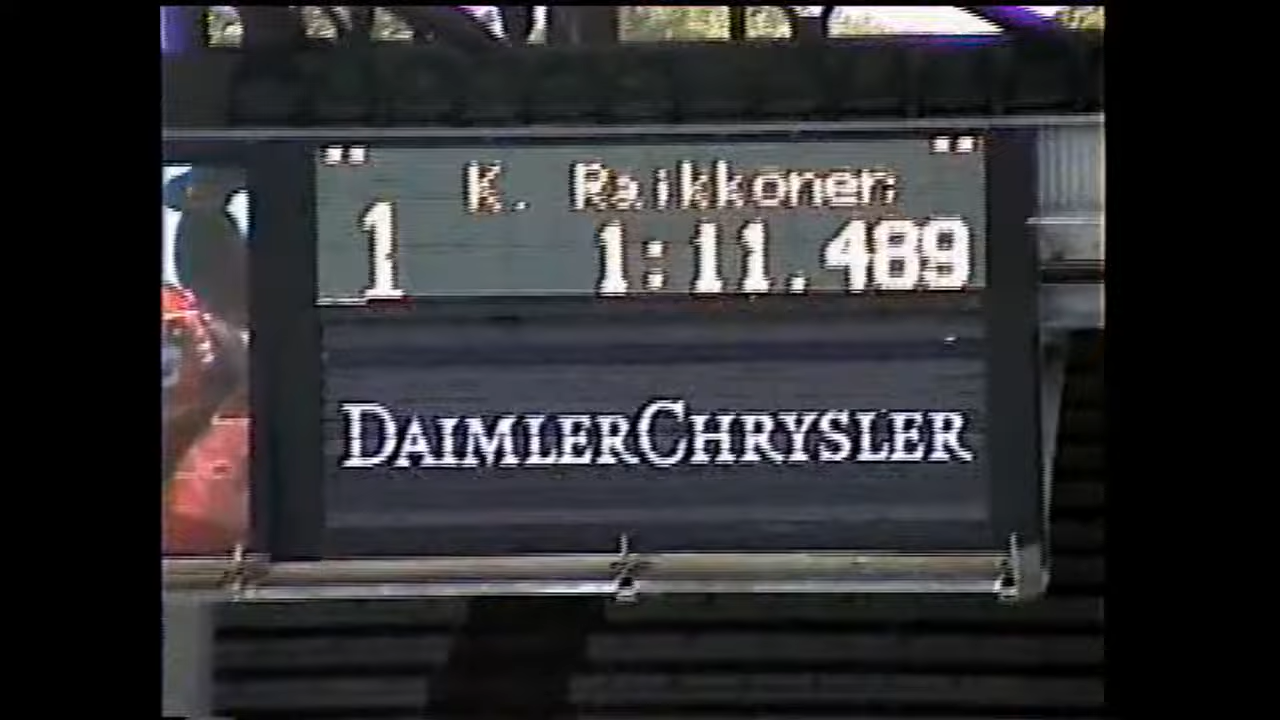 " K. Raikkonen "
1 1:11.489
DAIMLERCHRYSLER